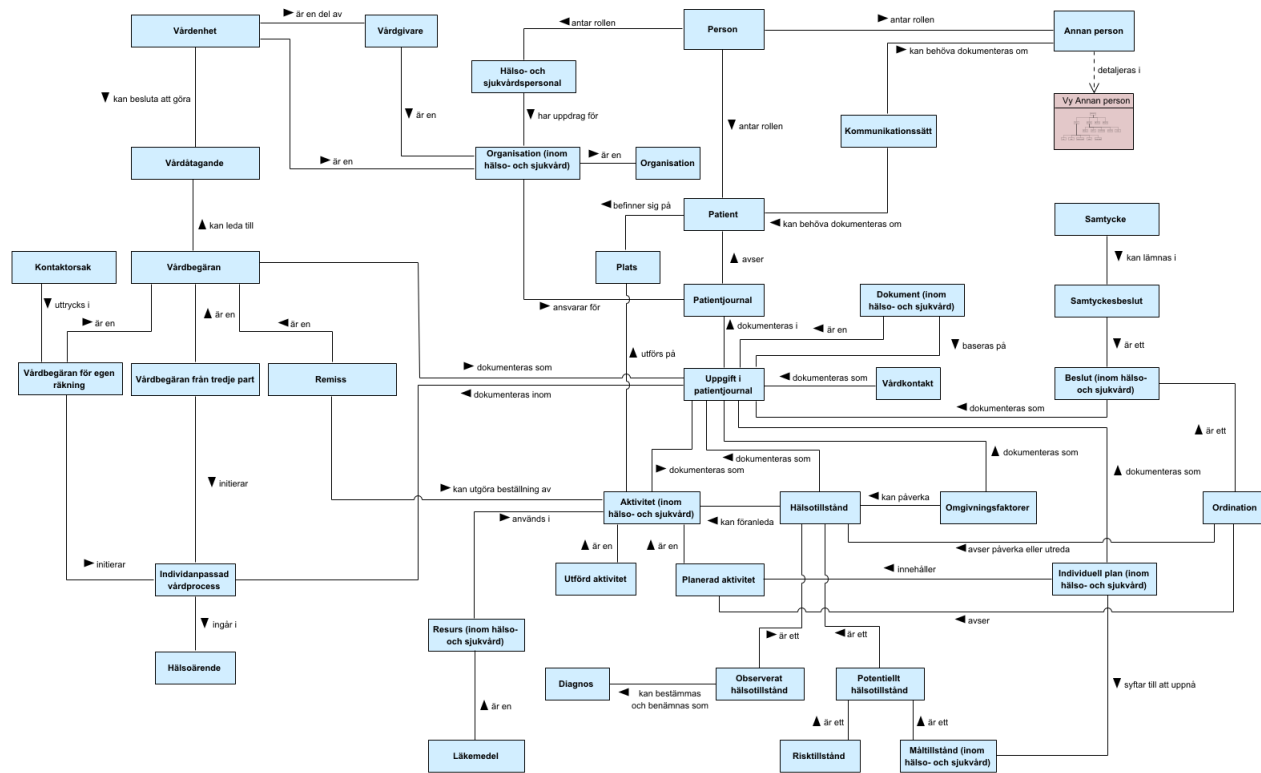 Vårdenhet
är en del av
Vårdgivare
antar rollen
Person
antar rollen
Annan person
kan behöva dokumenteras om
detaljeras i
Hälso- och
sjukvårdspersonal
Vy Annan person
kan besluta att göra
är en
har uppdrag för
antar rollen
Kommunikationssätt
Vårdåtagande
är en
Organisation (inom
hälso- och sjukvård)
är en
Organisation
befinner sig på
Patient
kan behöva dokumenteras om
Samtycke
kan leda till
kan lämnas i
Kontaktorsak
Vårdbegäran
Plats
avser
uttrycks i
ansvarar för
Patientjournal
Dokument (inom
hälso- och sjukvård)
Samtyckesbeslut
är en
är en
är en
dokumenteras i
är en
utförs på
baseras på
är ett
Vårdbegäran för egen
räkning
Vårdbegäran från tredje part
Remiss
dokumenteras som
Uppgift i
patientjournal
dokumenteras som
Vårdkontakt
Beslut (inom hälso-
och sjukvård)
dokumenteras inom
dokumenteras som
är ett
dokumenteras som
dokumenteras som
dokumenteras som
dokumenteras som
initierar
kan utgöra beställning av
Aktivitet (inom
hälso- och sjukvård)
Hälsotillstånd
kan påverka
Omgivningsfaktorer
Ordination
används i
kan föranleda
är en
är en
avser påverka eller utreda
initierar
Individanpassad
vårdprocess
Utförd aktivitet
Planerad aktivitet
innehåller
Individuell plan (inom
hälso- och sjukvård)
ingår i
Resurs (inom hälso-
och sjukvård)
avser
är ett
är ett
Hälsoärende
Diagnos
kan bestämmas
och benämnas som
Observerat
hälsotillstånd
Potentiellt
hälsotillstånd
syftar till att uppnå
är en
är ett
är ett
Läkemedel
Risktillstånd
Måltillstånd (inom
hälso- och sjukvård)